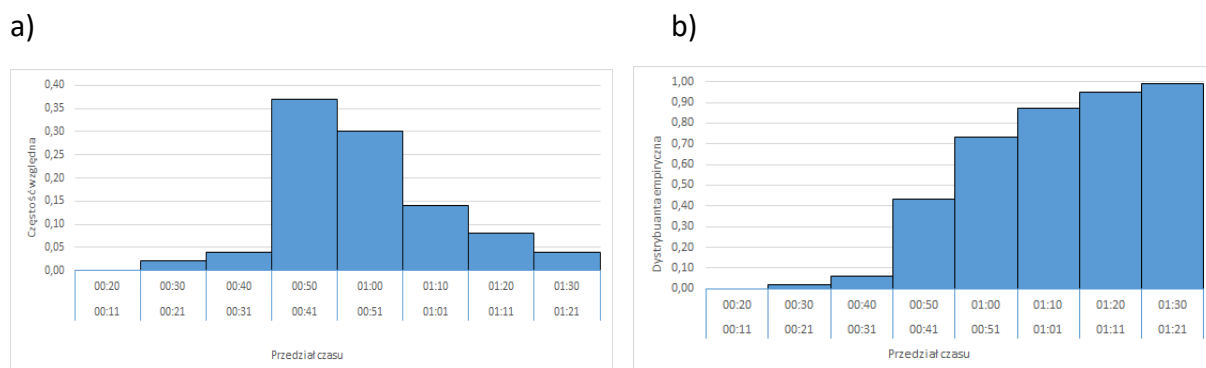 a)
b)
Częstość względna
0,40
0,35
0,30
0,25
0,20
0,15
0,10
0,05
0,00
00:20 00:30 00:40 00:50 01:00 01:10 01:20 01:30
00:11 00:21 00:31 00:41 00:51 01:01 01:11 01:21
Przedział czasu
Dystrybuanta empiryczna
1,00
0,90
0,80
0,70
0,60
0,50
0,40
0,30
0,20
0,10
0,00
00:20 00:30 00:40 00:50 01:00 01:10 01:20 01:30
00:11 00:21 00:31 00:41 00:51 01:01 01:11 01:21
Przedział czasu